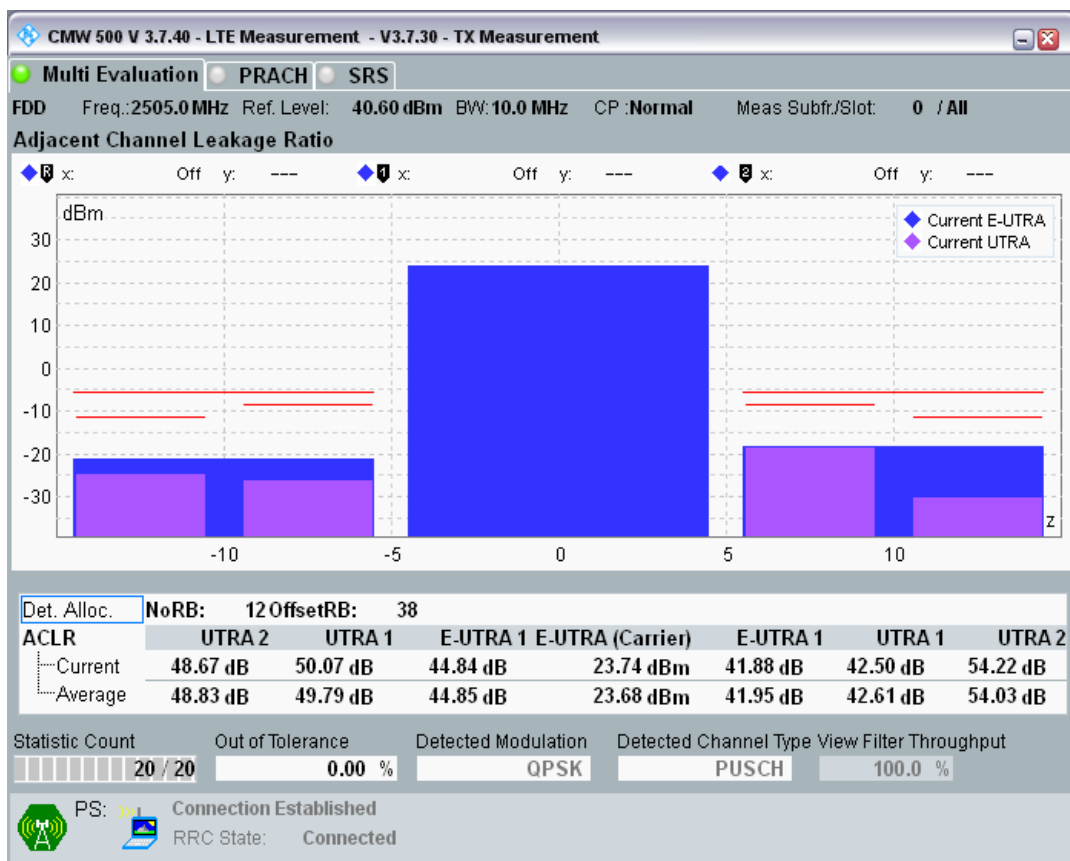 CMW 500 V 3.7.40 - LTE Measurement - V3.7.30 - TX Measurement
Multi Evaluation PRACH SRS
FDD Freq.:2505.0 MHz Ref. Level: 40.60 dBm BW:10.0 MHz CP :Normal Meas Subfr./Slot: 0 / All
Adjacent Channel Leakage Ratio
R x: Off y: --- 1 x: Off y: --- 2 x: Off y: ---
dBm
Current E-UTRA
Current UTRA
30
20
10
0
-10
-20
-30
z
-10 -5 0 5 10
Det. Alloc. NoRB: 12 OffsetRB: 38
ACLR UTRA 2 UTRA 1 E-UTRA 1 E-UTRA (Carrier) E-UTRA 1 UTRA 1 UTRA 2
Current 48.67 dB 50.07 dB 44.84 dB 23.74 dBm 41.88 dB 42.50 dB 54.22 dB
Average 48.83 dB 49.79 dB 44.85 dB 23.68 dBm 41.95 dB 42.61 dB 54.03 dB
Statistic Count Out of Tolerance Detected Modulation Detected Channel Type View Filter Throughput
20 / 20 0.00 % QPSK PUSCH 100.0 %
PS: Connection Established
RRC State: Connected